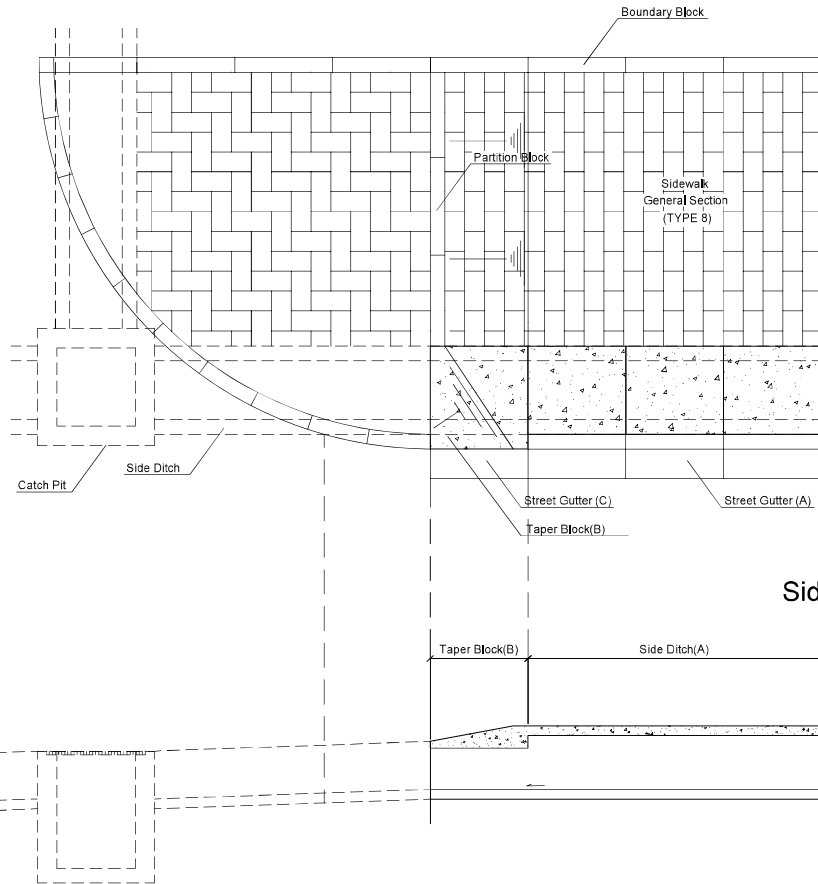 Boundary Block
Partition Block
Sidewalk
General Section
(TYPE 8)
Side Ditch
Catch Pit
Street Gutter (C)
Street Gutter (A)
Taper Block(B)
Sid
Taper Block(B)
Side Ditch(A)